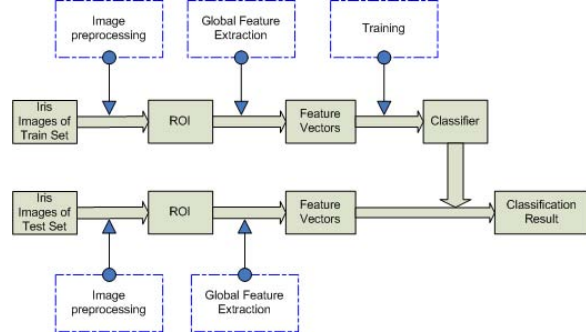 Image
preprocessing
Global Feature
Extraction
Training
Iris
Images of
Train Set
ROI
Feature
Vectors
Classifier
Iris
Images of
Test Set
ROI
Feature
Vectors
Classification
Result
Image
preprocessing
Global Feature
Extraction